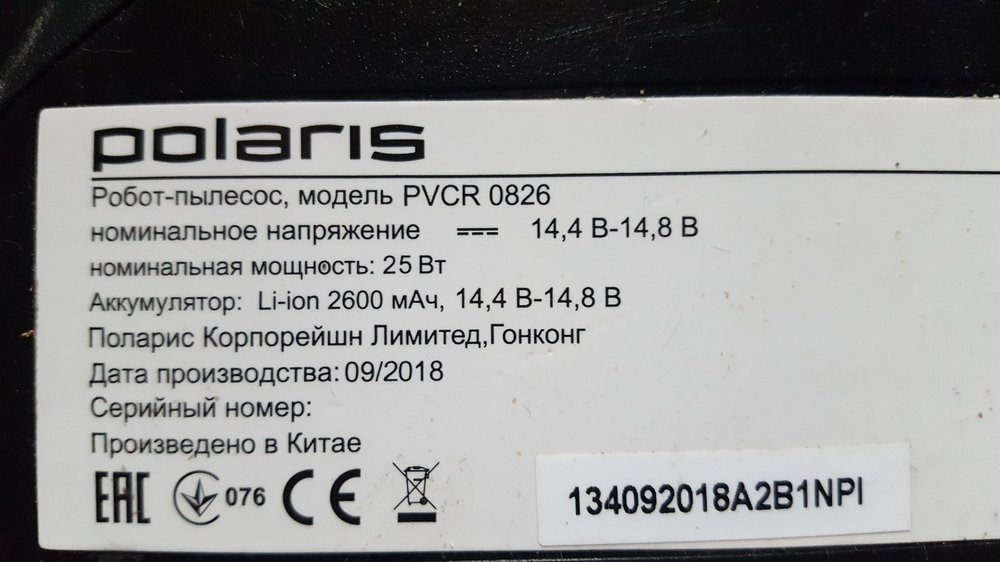 polaris
Робот-пылесос, модель PVCR 0826
номинальное напряжение 14,4 В-14,8 В
номинальная мощность: 25 Вт
Аккумулятор: Li-ion 2600 мАч, 14,4 В-14,8 В
Поларис Корпорейшн Лимитед,Гонконг
Дата производства: 09/2018
Серийный номер:
Произведено в Китае
EAC 076 CE
134092018A2B1NPI